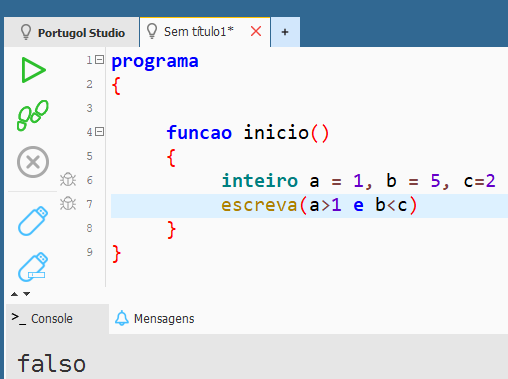 Portugol Studio
Sem título1*
+
1 programa
2 {
3
4 funcao inicio()
5 {
6 inteiro a = 1, b = 5, c=2
7 escreva(a>1 e b<c)
8 }
9 }
>_ Console
Mensagens
falso